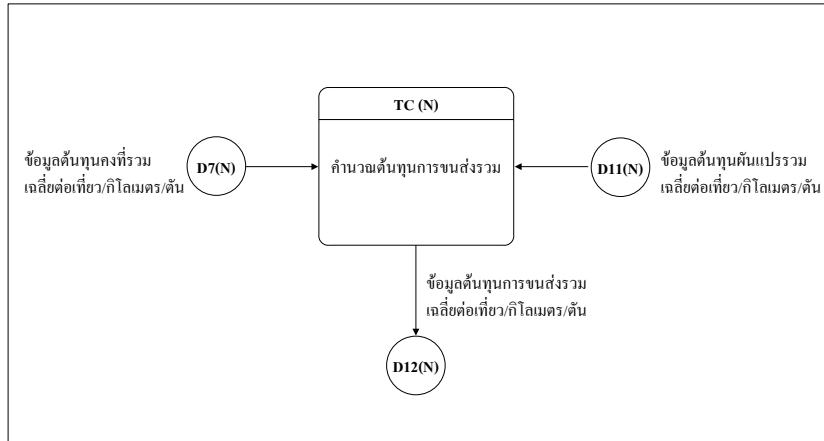 TC (N)
ข้อมูลต้นทุนคงที่รวม
เฉลี่ยต่อเที่ยว/กิโลเมตร/ตัน
D7(N)
คำนวณต้นทุนการขนส่งรวม
D11(N)
ข้อมูลต้นทุนผันแปรรวม
เฉลี่ยต่อเที่ยว/กิโลเมตร/ตัน
ข้อมูลต้นทุนการขนส่งรวม
เฉลี่ยต่อเที่ยว/กิโลเมตร/ตัน
D12(N)